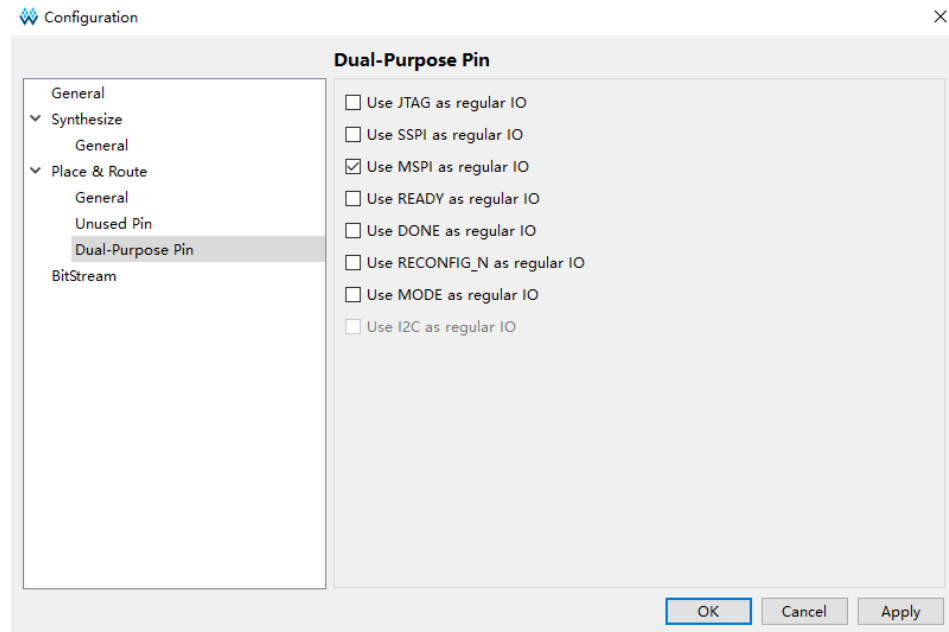 Configuration
Dual-Purpose Pin
General
Synthesize
General
Place & Route
General
Unused Pin
Dual-Purpose Pin
BitStream
Use JTAG as regular IO
Use SSPI as regular IO
Use MSPI as regular IO
Use READY as regular IO
Use DONE as regular IO
Use RECONFIG_N as regular IO
Use MODE as regular IO
Use I2C as regular IO
OK
Cancel
Apply